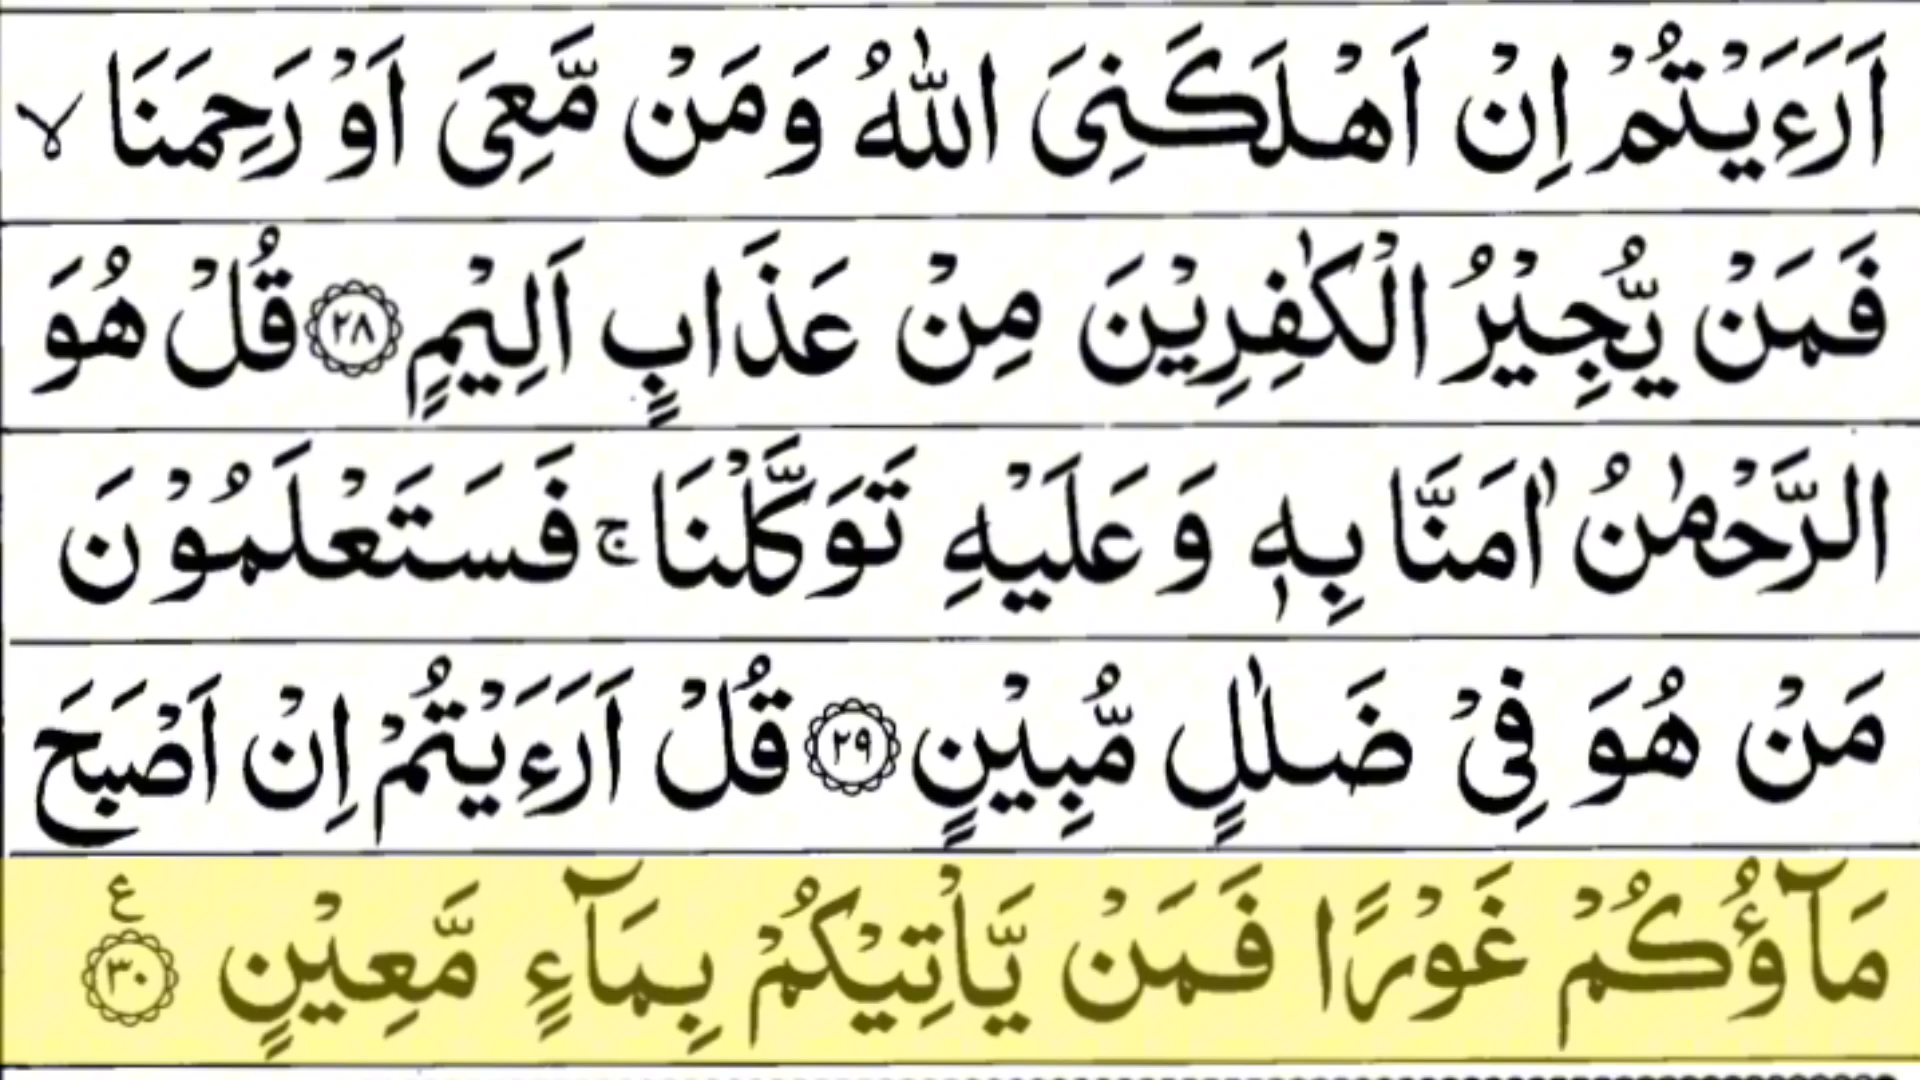 اَرَءَيْتُمْ اِنْ اَهْلَكَنِىَ اللّٰهُ وَمَنْ مَّعِىَ اَوْ رَحِمَنَا ۙ
فَمَنْ يُّجِيْرُ الْكٰفِرِيْنَ مِنْ عَذَابٍ اَلِيْمٍ ﴿٢٨﴾ قُلْ هُوَ
الرَّحْمٰنُ اٰمَنَّا بِهٖ وَعَلَيْهِ تَوَكَّلْنَا ۚ فَسَتَعْلَمُوْنَ
مَنْ هُوَ فِىْ ضَلٰلٍ مُّبِيْنٍ ﴿٢٩﴾ قُلْ اَرَءَيْتُمْ اِنْ اَصْبَحَ
مَآؤُكُمْ غَوْرًا فَمَنْ يَّاْتِيْكُمْ بِمَآءٍ مَّعِيْنٍ ﴿٣٠﴾ ع